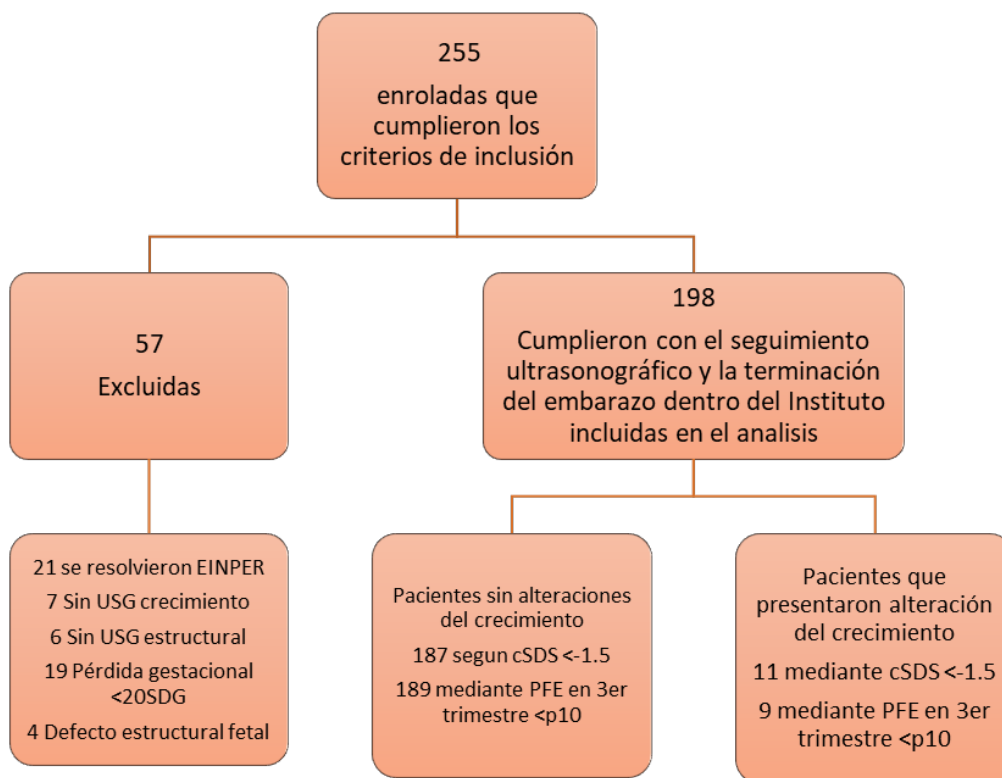 255
enroladas que
cumplieron los
criterios de inclusión
57
Excluidas
198
Cumplieron con el seguimiento
ultrasonográfico y la terminación
del embarazo dentro del Instituto
incluidas en el analisis
21 se resolvieron EINPER
7 Sin USG crecimiento
6 Sin USG estructural
19 Pérdida gestacional
<20SDG
4 Defecto estructural fetal
Pacientes sin alteraciones
del crecimiento
187 segun cSDS <-1.5
189 mediante PFE en 3er
trimestre <p10
Pacientes que
presentaron alteración
del crecimiento
11 mediante cSDS <-1.5
9 mediante PFE en 3er
trimestre <p10